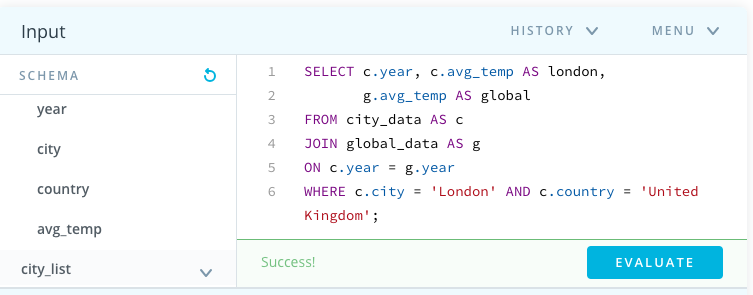 Input
HISTORY
MENU
SCHEMA
year
city
country
avg_temp
city_list
1 SELECT c.year, c.avg_temp AS london,
2 g.avg_temp AS global
3 FROM city_data AS c
4 JOIN global_data AS g
5 ON c.year = g.year
6 WHERE c.city = 'London' AND c.country = 'United
Kingdom';
Success!
EVALUATE